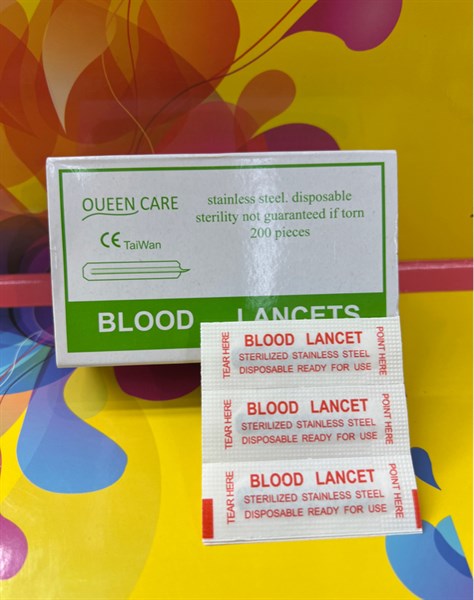 OUEEN CARE
stainless steel. disposable
sterility not guaranteed if torn
200 pieces
CE TaiWan
BLOOD LANCETS
TEAR HERE
BLOOD LANCET
STERILIZED STAINLESS STEEL
DISPOSABLE READY FOR USE
POINT HERE
TEAR HERE
BLOOD LANCET
STERILIZED STAINLESS STEEL
DISPOSABLE READY FOR USE
POINT HERE
TEAR HERE
BLOOD LANCET
STERILIZED STAINLESS STEEL
DISPOSABLE READY FOR USE
POINT HERE